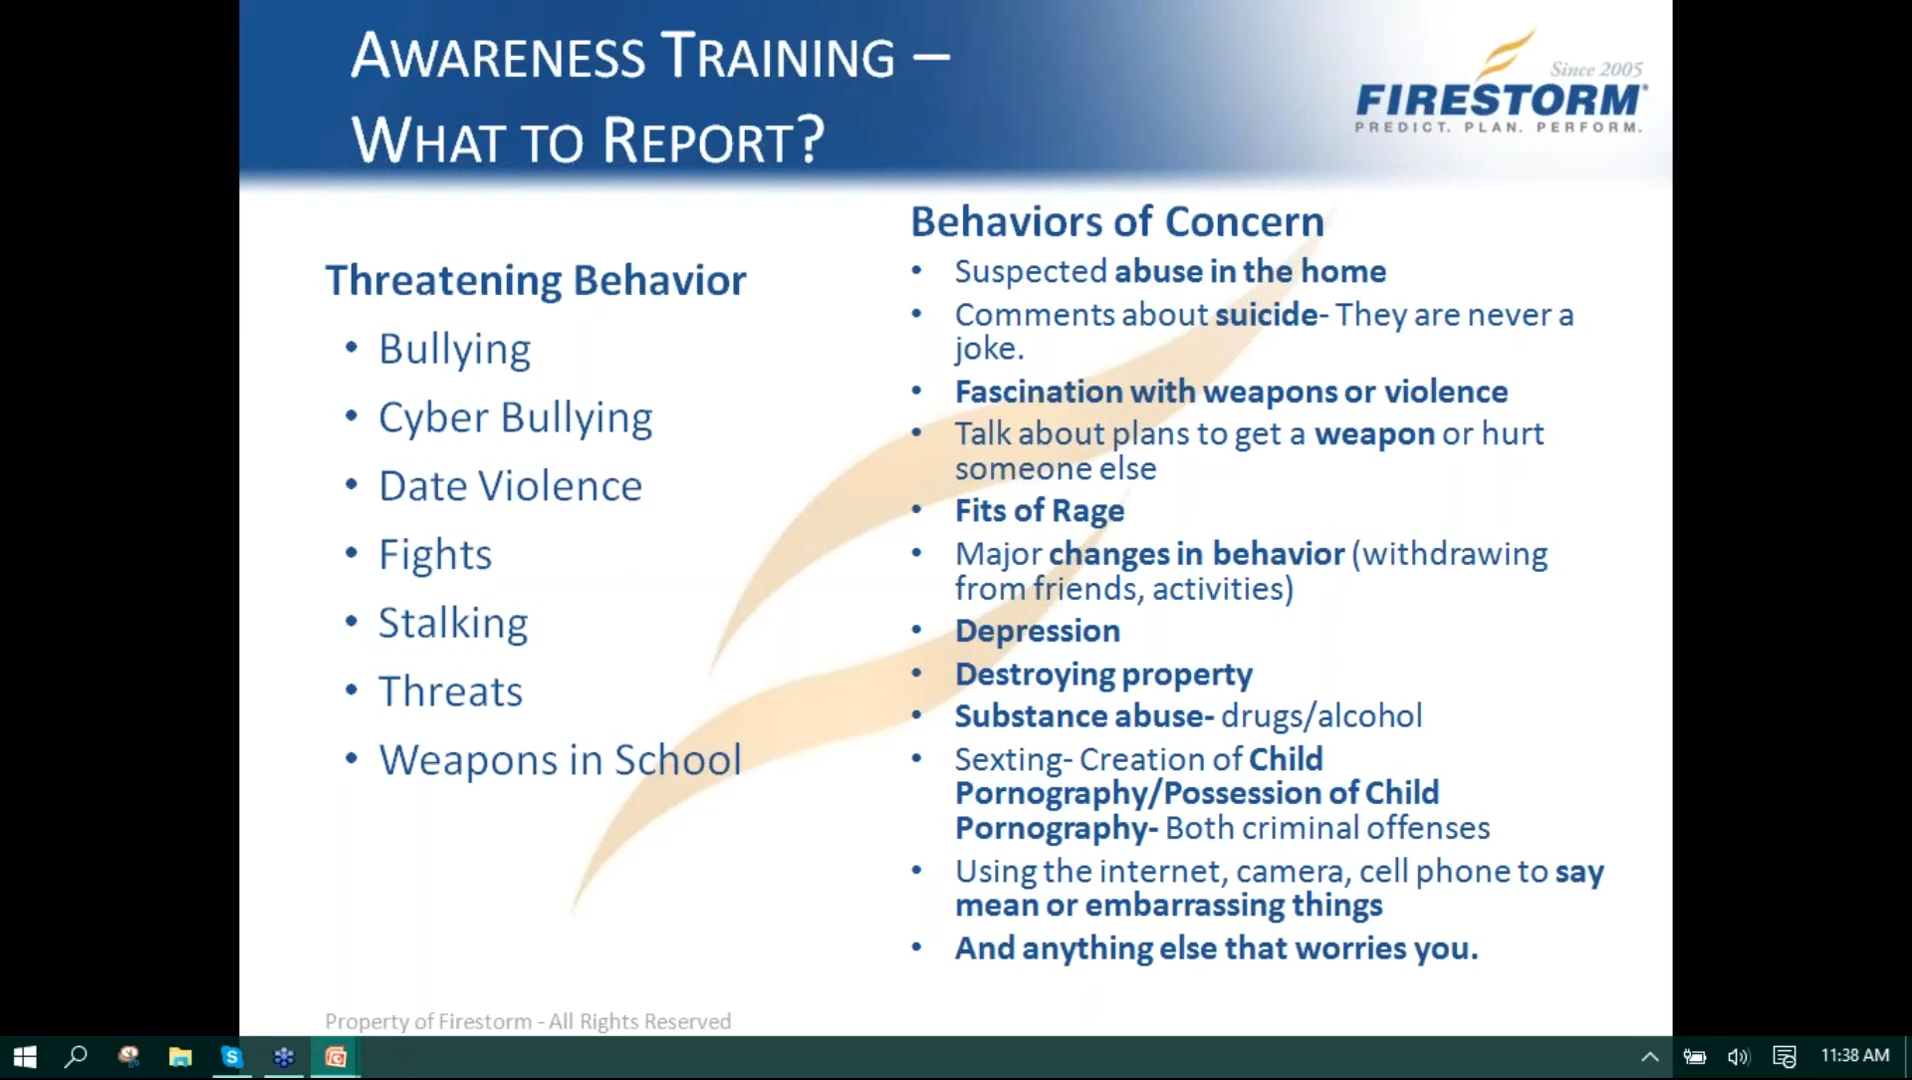 AWARENESS TRAINING –
WHAT TO REPORT?
Since 2005
FIRESTORM
PREDICT. PLAN. PERFORM.
Threatening Behavior
• Bullying
• Cyber Bullying
• Date Violence
• Fights
• Stalking
• Threats
• Weapons in School
Behaviors of Concern
• Suspected abuse in the home
• Comments about suicide- They are never a
joke.
• Fascination with weapons or violence
• Talk about plans to get a weapon or hurt
someone else
• Fits of Rage
• Major changes in behavior (withdrawing
from friends, activities)
• Depression
• Destroying property
• Substance abuse- drugs/alcohol
• Sexting- Creation of Child
Pornography/Possession of Child
Pornography- Both criminal offenses
• Using the internet, camera, cell phone to say
mean or embarrassing things
• And anything else that worries you.
Property of Firestorm - All Rights Reserved
11:38 AM